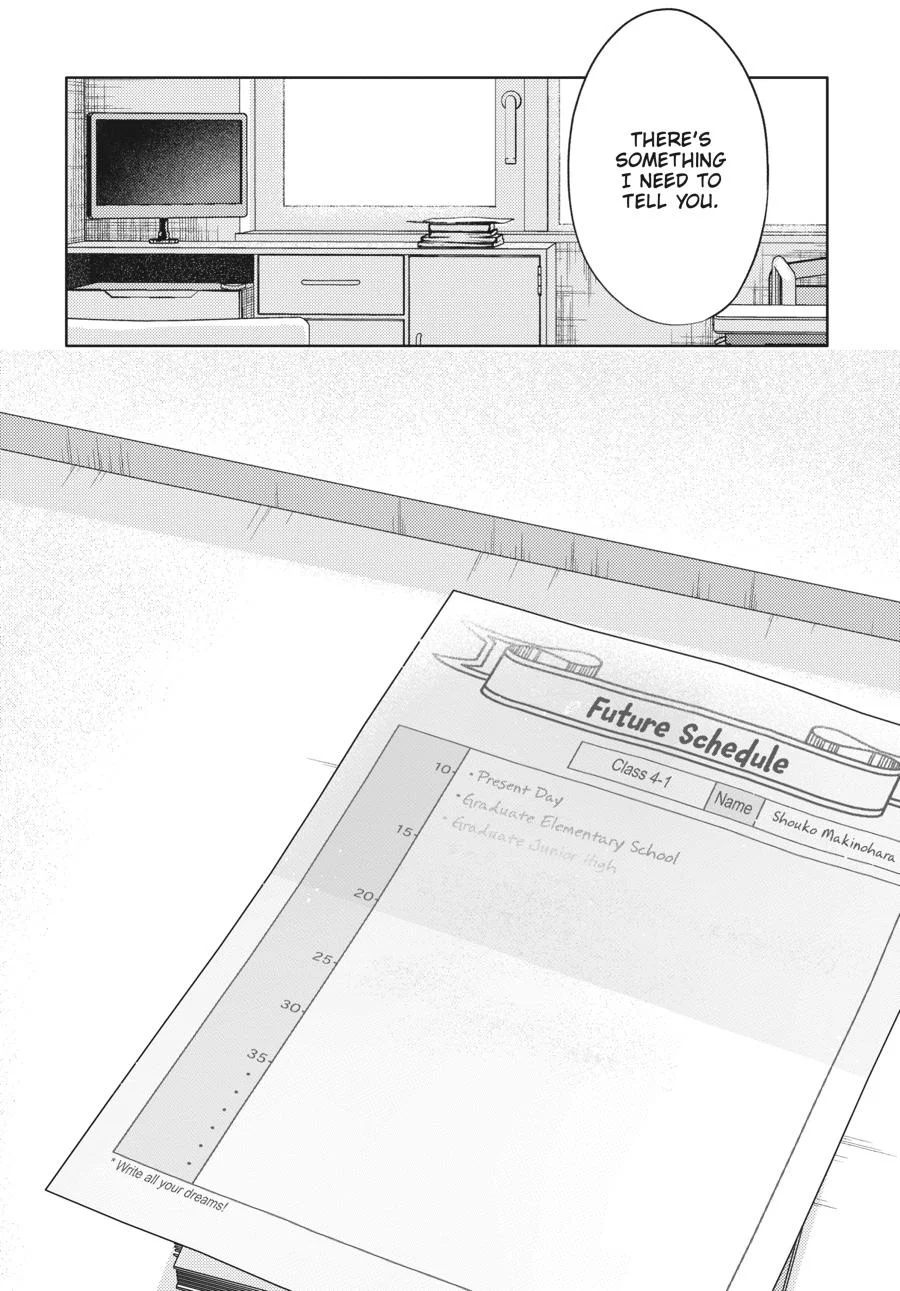 THERE'S
SOMETHING
I NEED TO
TELL YOU.
Future Schedule
Class 4-1
Name
Shouko Makinohara
10
• Present Day
• Graduate Elementary School
15
• Graduate Junior High
20
25
30
35
* Write all your dreams!